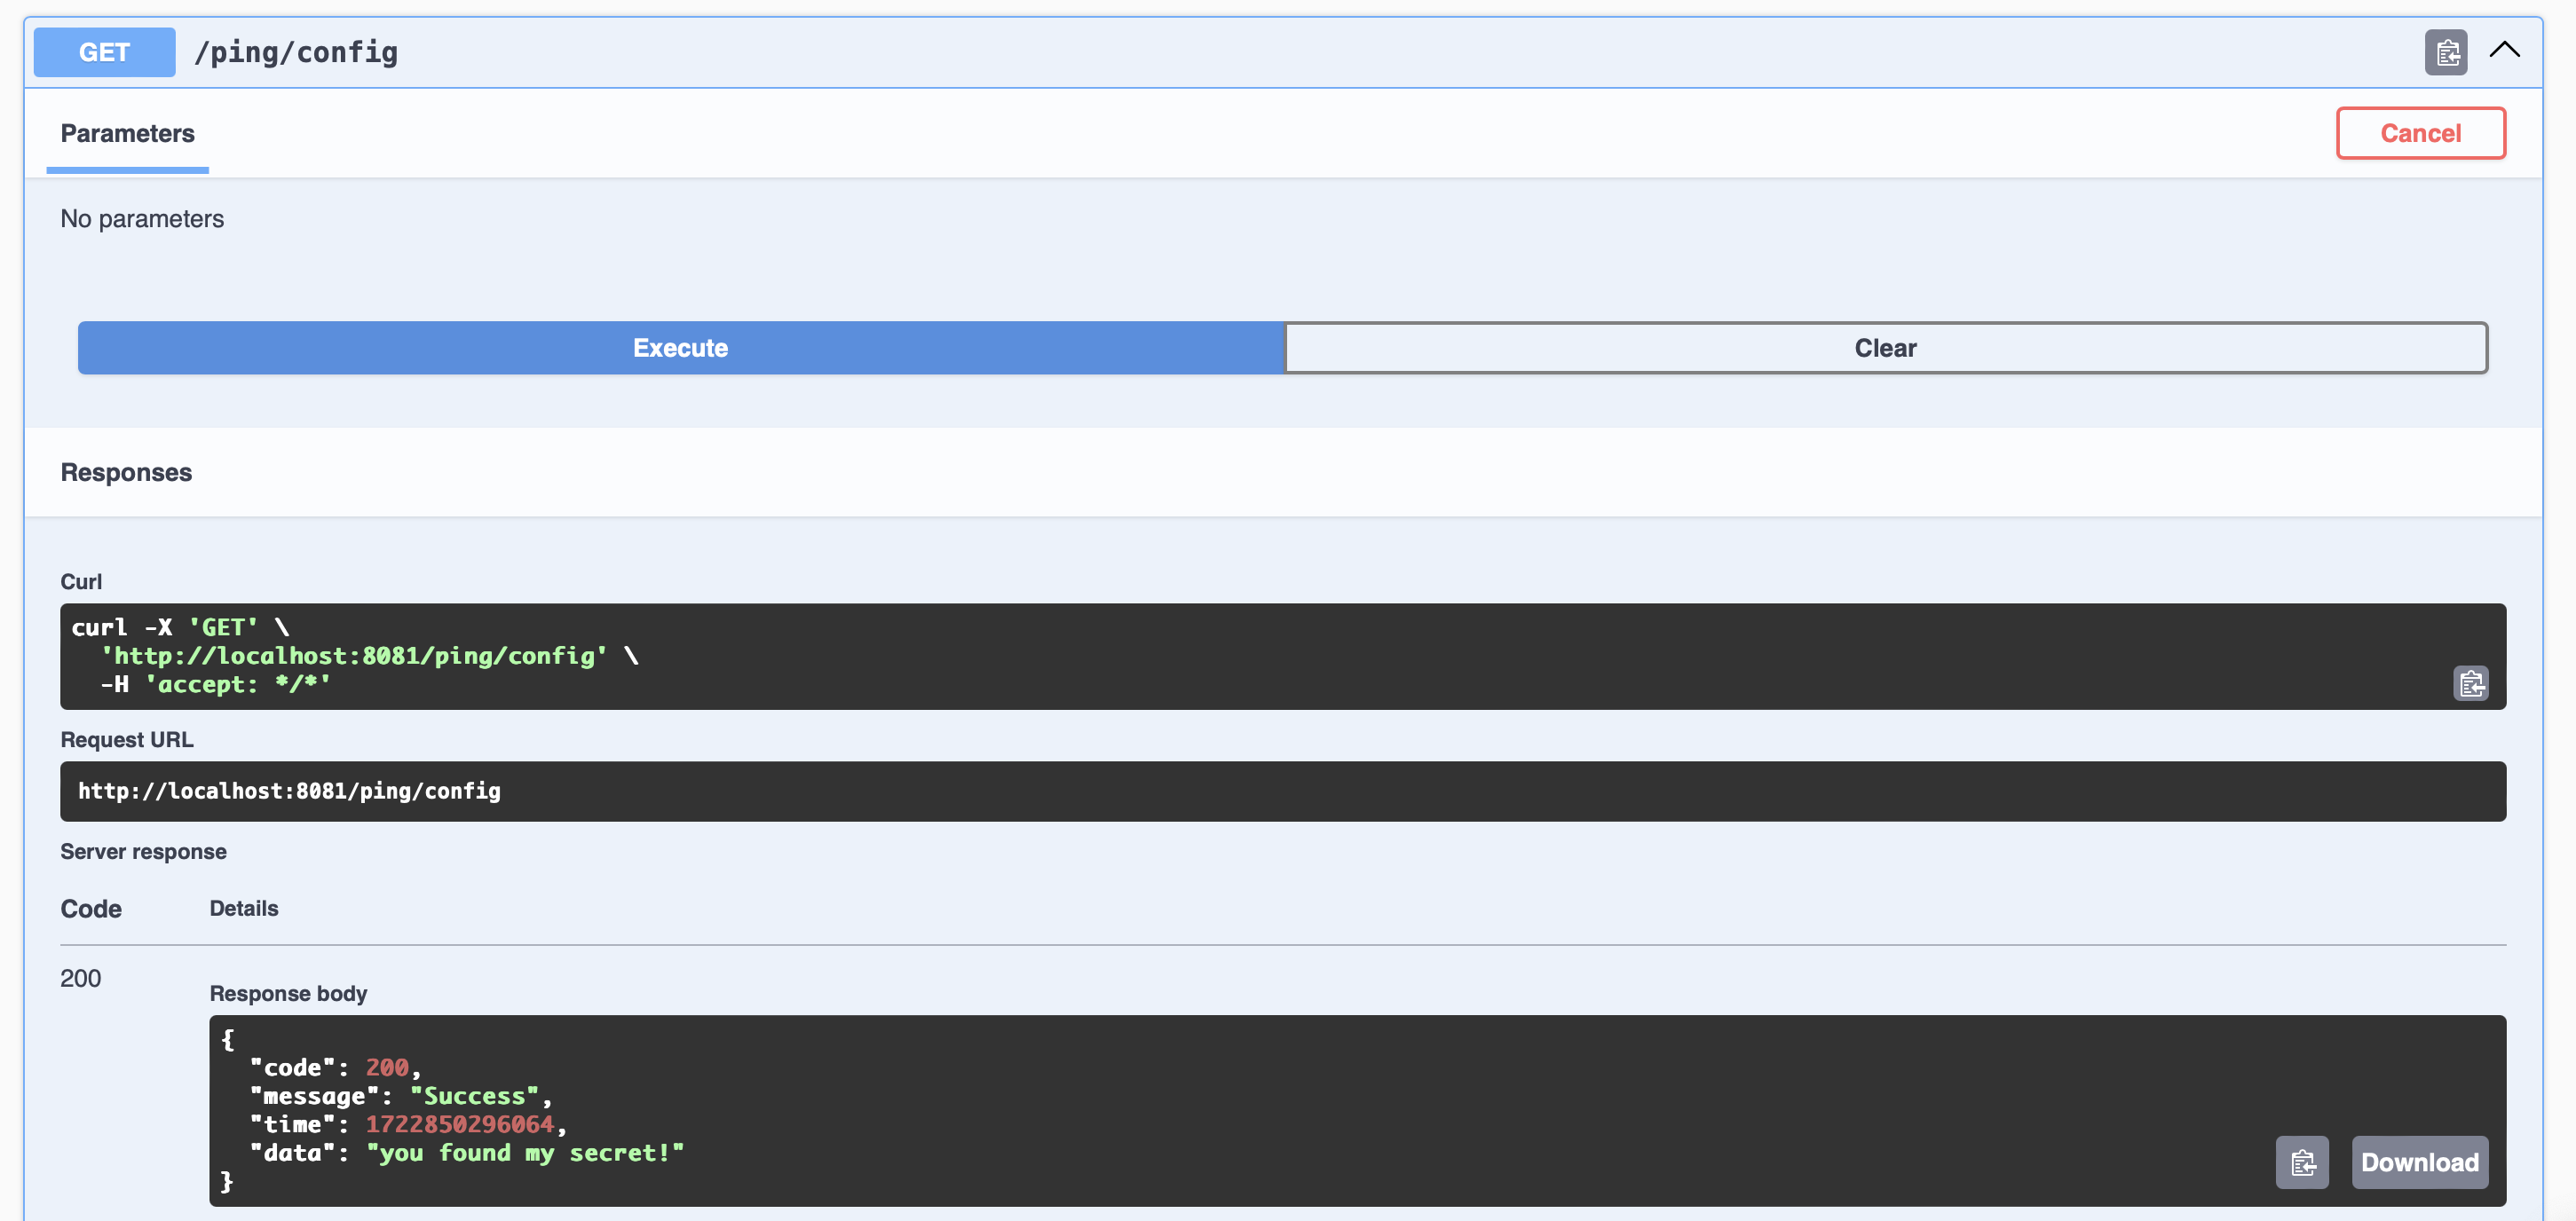 GET /ping/config
Parameters
Cancel
No parameters
Execute
Clear
Responses
Curl
curl -X 'GET' \
  'http://localhost:8081/ping/config' \
  -H 'accept: */*'
Request URL
http://localhost:8081/ping/config
Server response
Code Details
200
Response body
{
  "code": 200,
  "message": "Success",
  "time": 1722850296064,
  "data": "you found my secret!"
}
Download